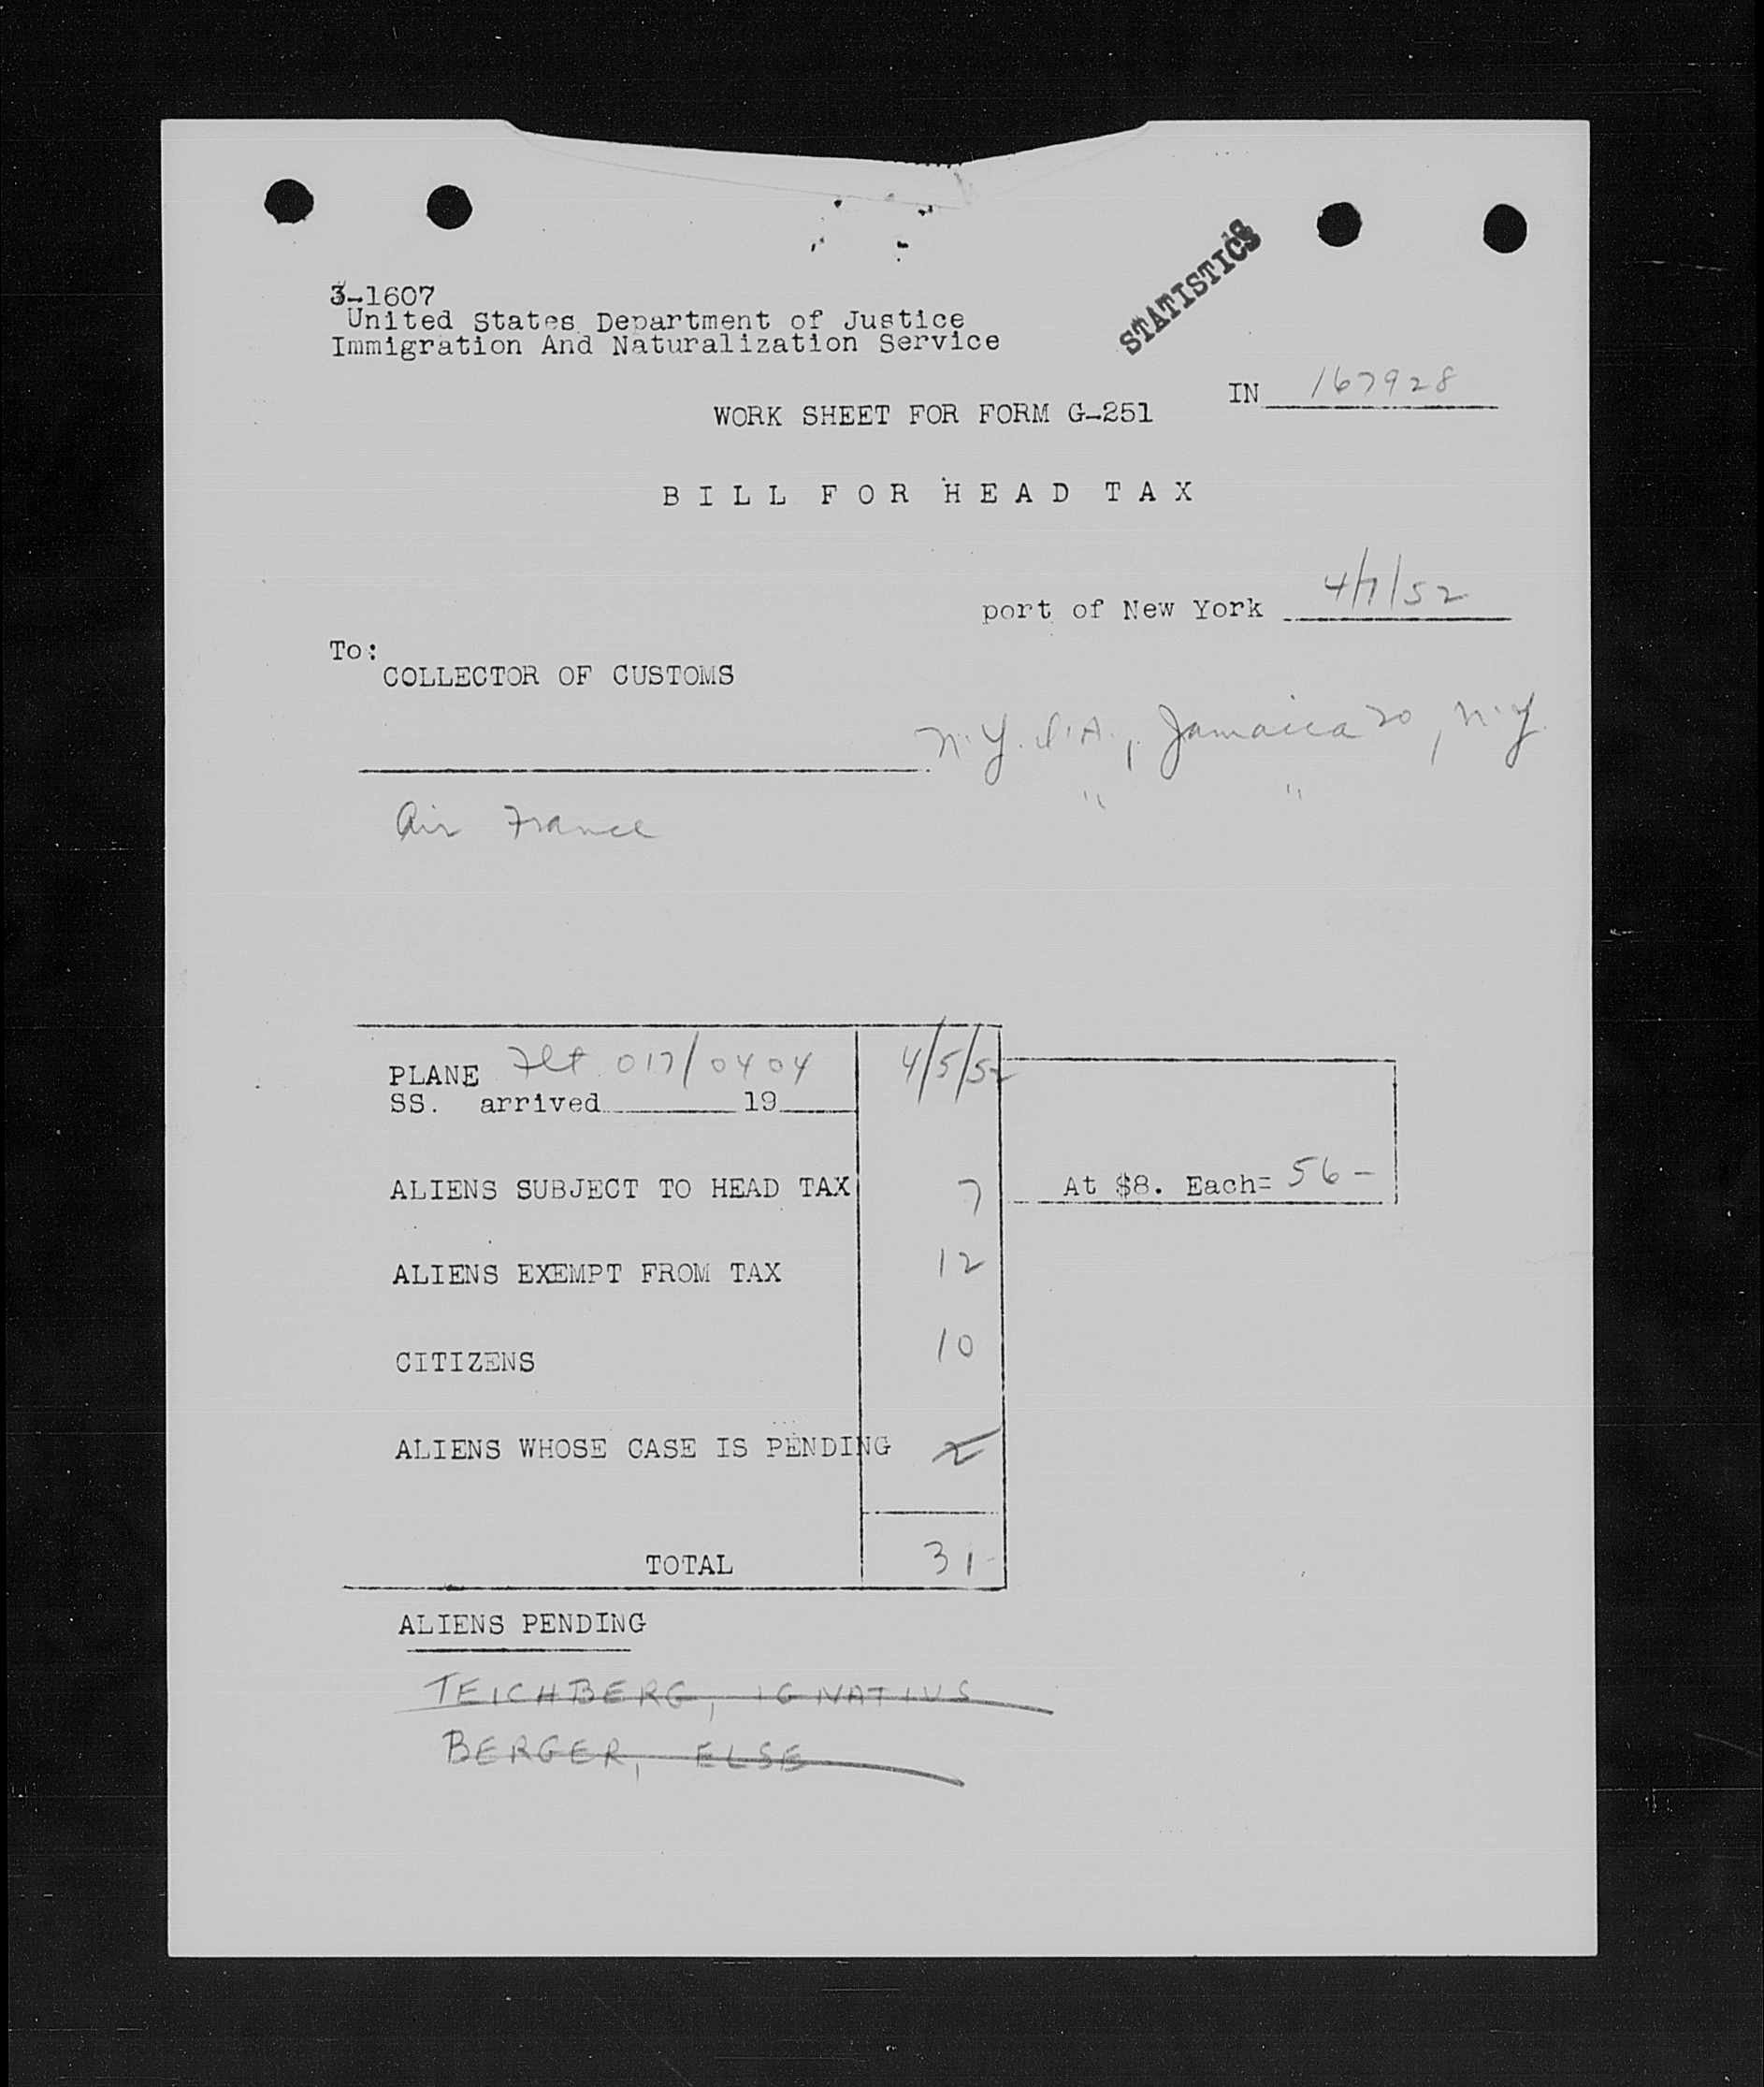 STATISTICS
3-1607
United States Department of Justice
Immigration And Naturalization Service
IN 167928
WORK SHEET FOR FORM G-251
BILL FOR HEAD TAX
port of New York 4/7/52
To:
COLLECTOR OF CUSTOMS
N.Y.I.A., Jamaica 20, N.Y.
" "
Air France
PLANE Flt 017/0404 4/5/52
SS. arrived 19
ALIENS SUBJECT TO HEAD TAX 7 At $8. Each= 56 -
ALIENS EXEMPT FROM TAX 12
CITIZENS 10
ALIENS WHOSE CASE IS PENDING 2
TOTAL 31
ALIENS PENDING
TEICHBERG, IGNATIUS
BERGER, ELSE